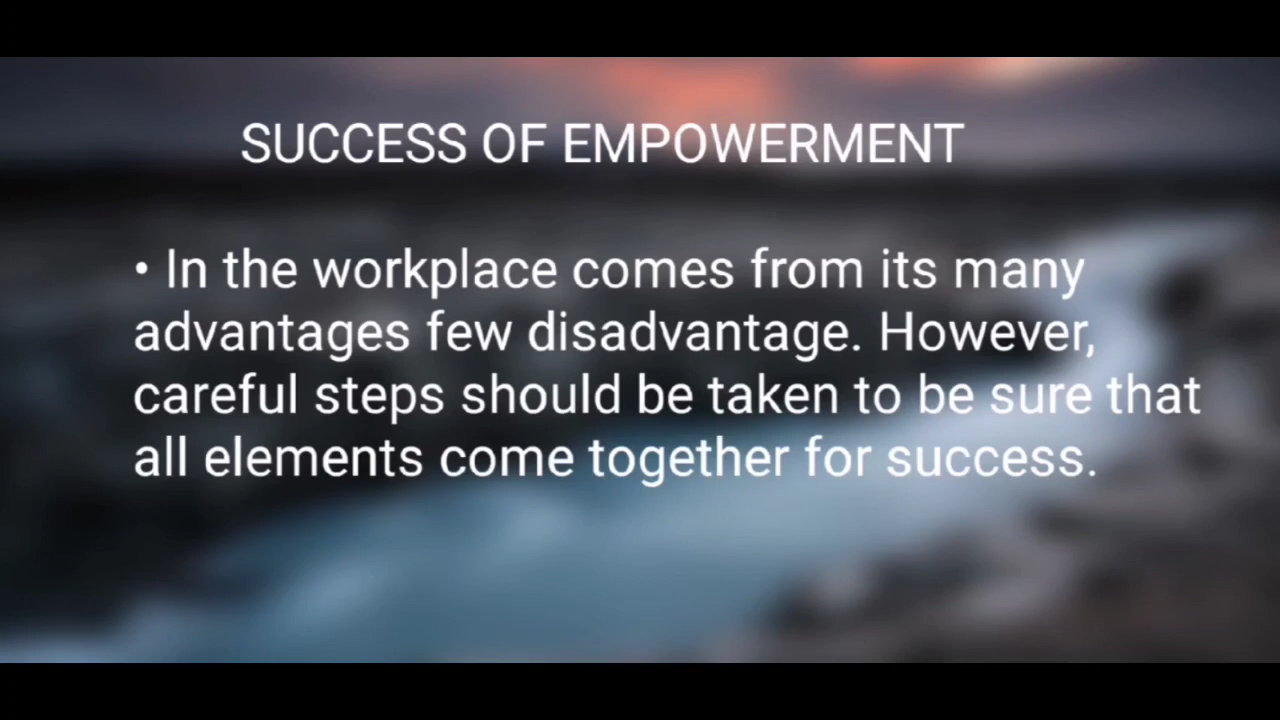 SUCCESS OF EMPOWERMENT
• In the workplace comes from its many
advantages few disadvantage. However,
careful steps should be taken to be sure that
all elements come together for success.